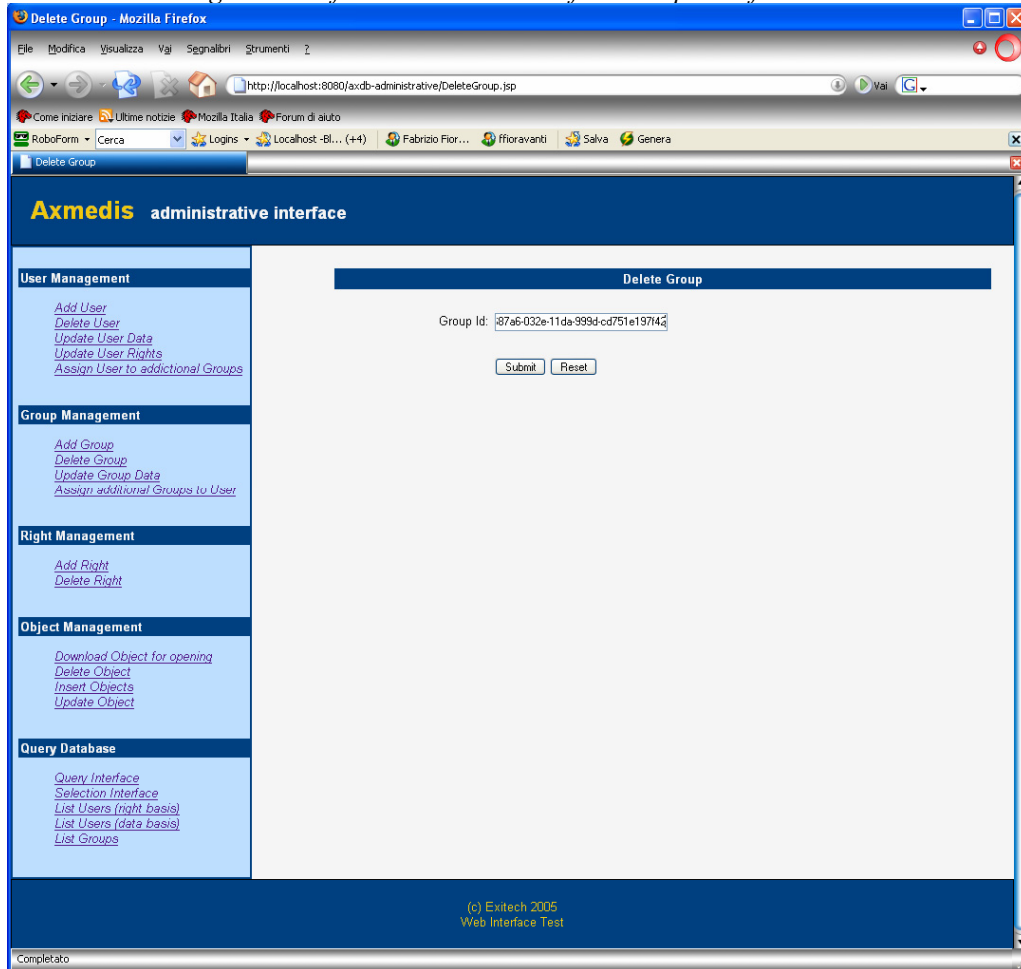 Delete Group - Mozilla Firefox
File Modifica Visualizza Vai Segnalibri Strumenti ?
http://localhost:8080/axdb-administrative/DeleteGroup.jsp Vai G
Come iniziare Ultime notizie Mozilla Italia Forum di aiuto
RoboForm Cerca Logins Localhost -Bl... (+4) Fabrizio Fior... ffioravanti Salva Genera
Delete Group
Axmedis administrative interface
User Management
Add User
Delete User
Update User Data
Update User Rights
Assign User to addictional Groups
Group Management
Add Group
Delete Group
Update Group Data
Assign additional Groups to User
Right Management
Add Right
Delete Right
Object Management
Download Object for opening
Delete Object
Insert Objects
Update Object
Query Database
Query Interface
Selection Interface
List Users (right basis)
List Users (data basis)
List Groups
Delete Group
Group Id: 87a6-032e-11da-999d-cd751e197f42
Submit Reset
(c) Exitech 2005
Web Interface Test
Completato